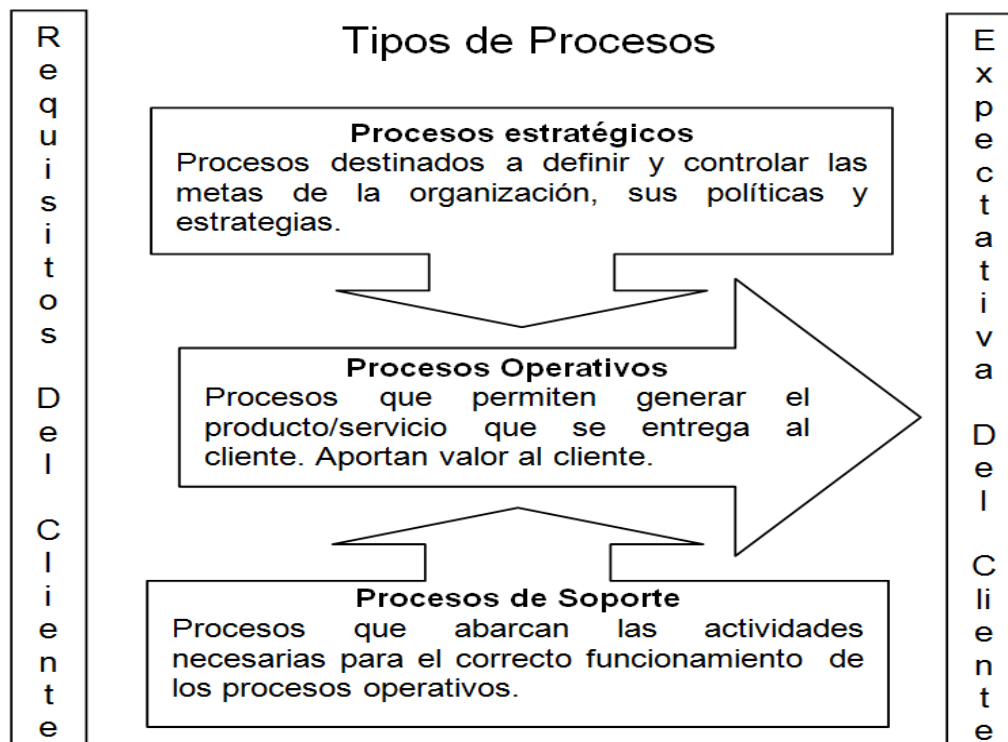 Requisitos Del Cliente
Tipos de Procesos
Procesos estratégicos
Procesos destinados a definir y controlar las
metas de la organización, sus políticas y
estrategias.
Procesos Operativos
Procesos que permiten generar el
producto/servicio que se entrega al
cliente. Aportan valor al cliente.
Procesos de Soporte
Procesos que abarcan las actividades
necesarias para el correcto funcionamiento de
los procesos operativos.
Expectativa Del Cliente